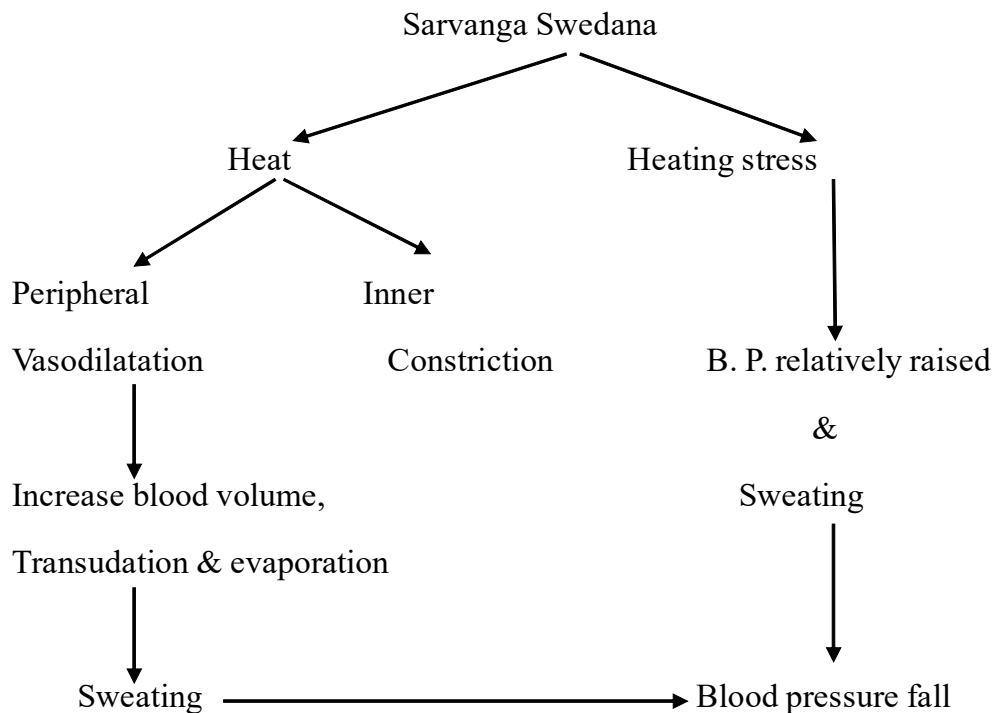 Sarvanga Swedana
Heat
Heating stress
Peripheral
Inner
Vasodilatation
Constriction
B. P. relatively raised
&
Increase blood volume,
Sweating
Transudation & evaporation
Sweating
Blood pressure fall